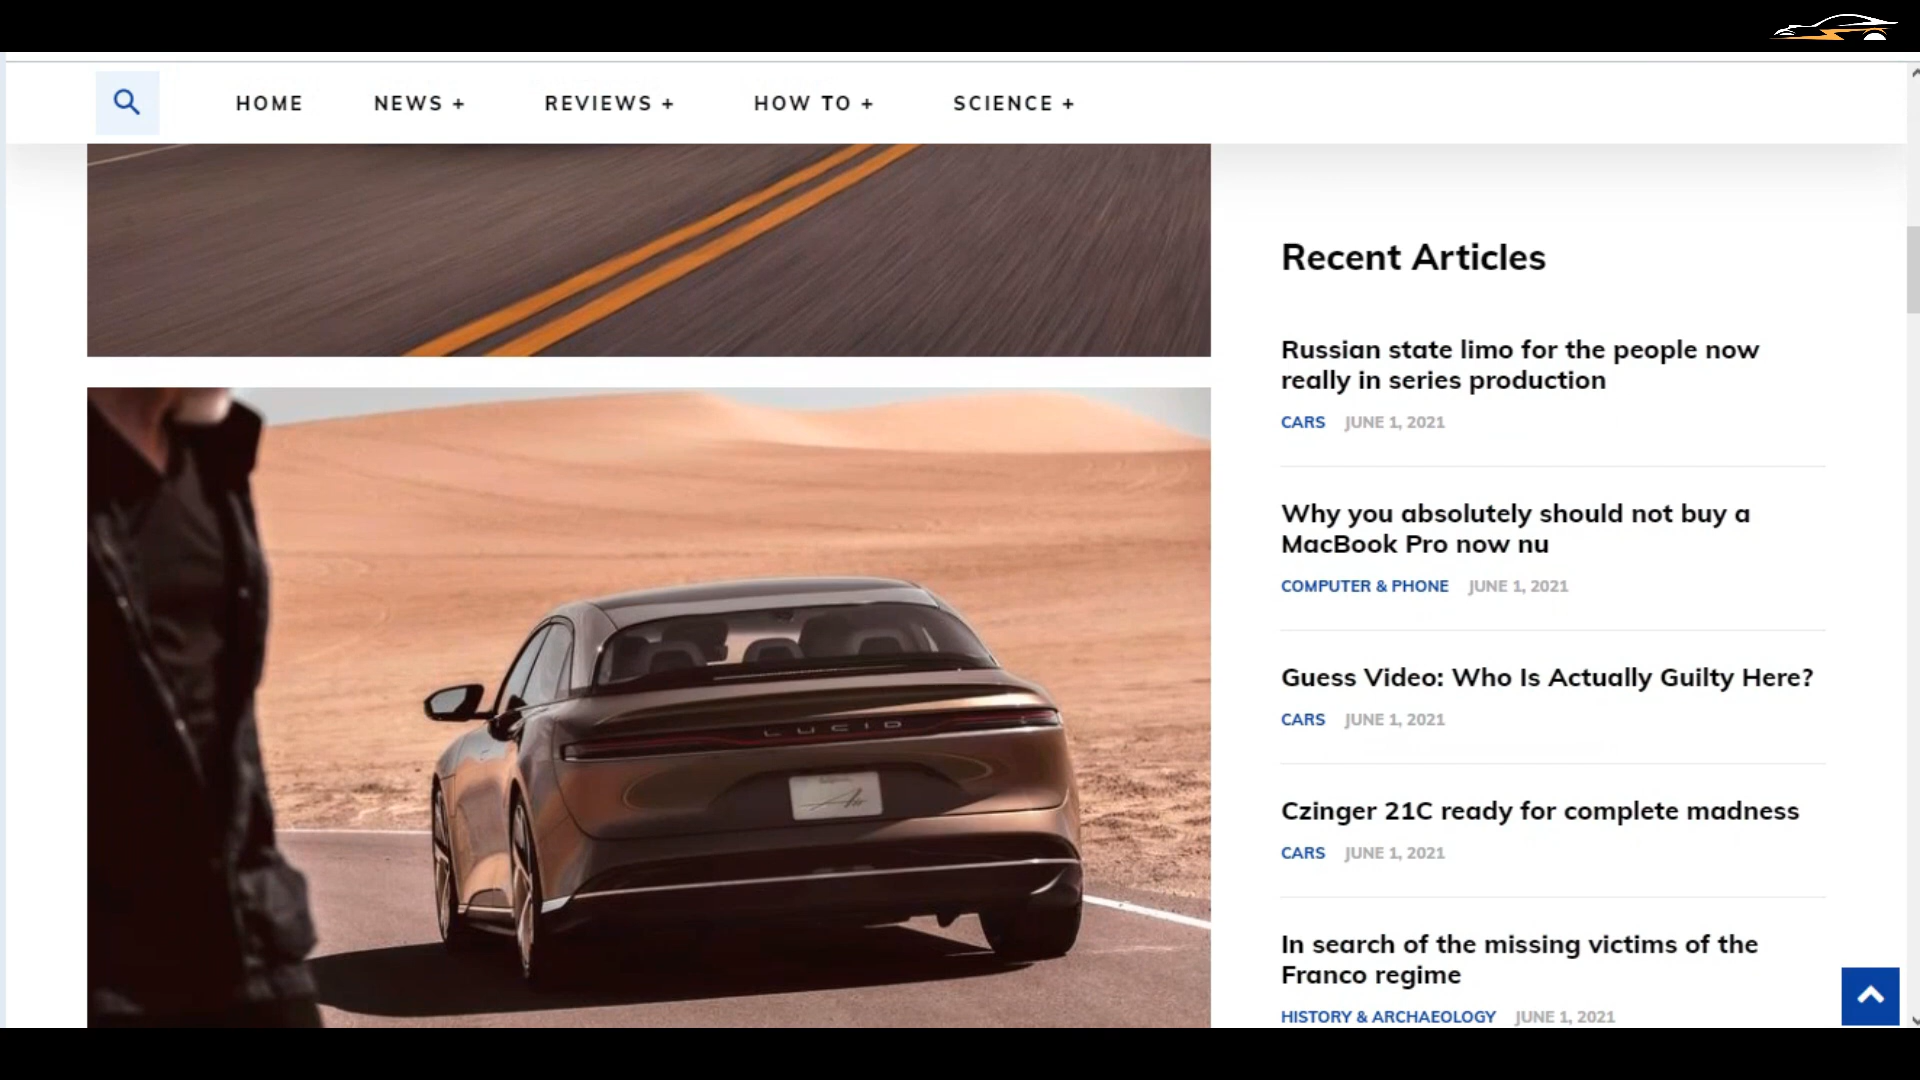 HOME
NEWS +
REVIEWS +
HOW TO +
SCIENCE +
Recent Articles
Russian state limo for the people now
really in series production
CARS JUNE 1, 2021
Why you absolutely should not buy a
MacBook Pro now nu
COMPUTER & PHONE JUNE 1, 2021
Guess Video: Who Is Actually Guilty Here?
CARS JUNE 1, 2021
Czinger 21C ready for complete madness
CARS JUNE 1, 2021
In search of the missing victims of the
Franco regime
HISTORY & ARCHAEOLOGY JUNE 1, 2021
LUCID
Air